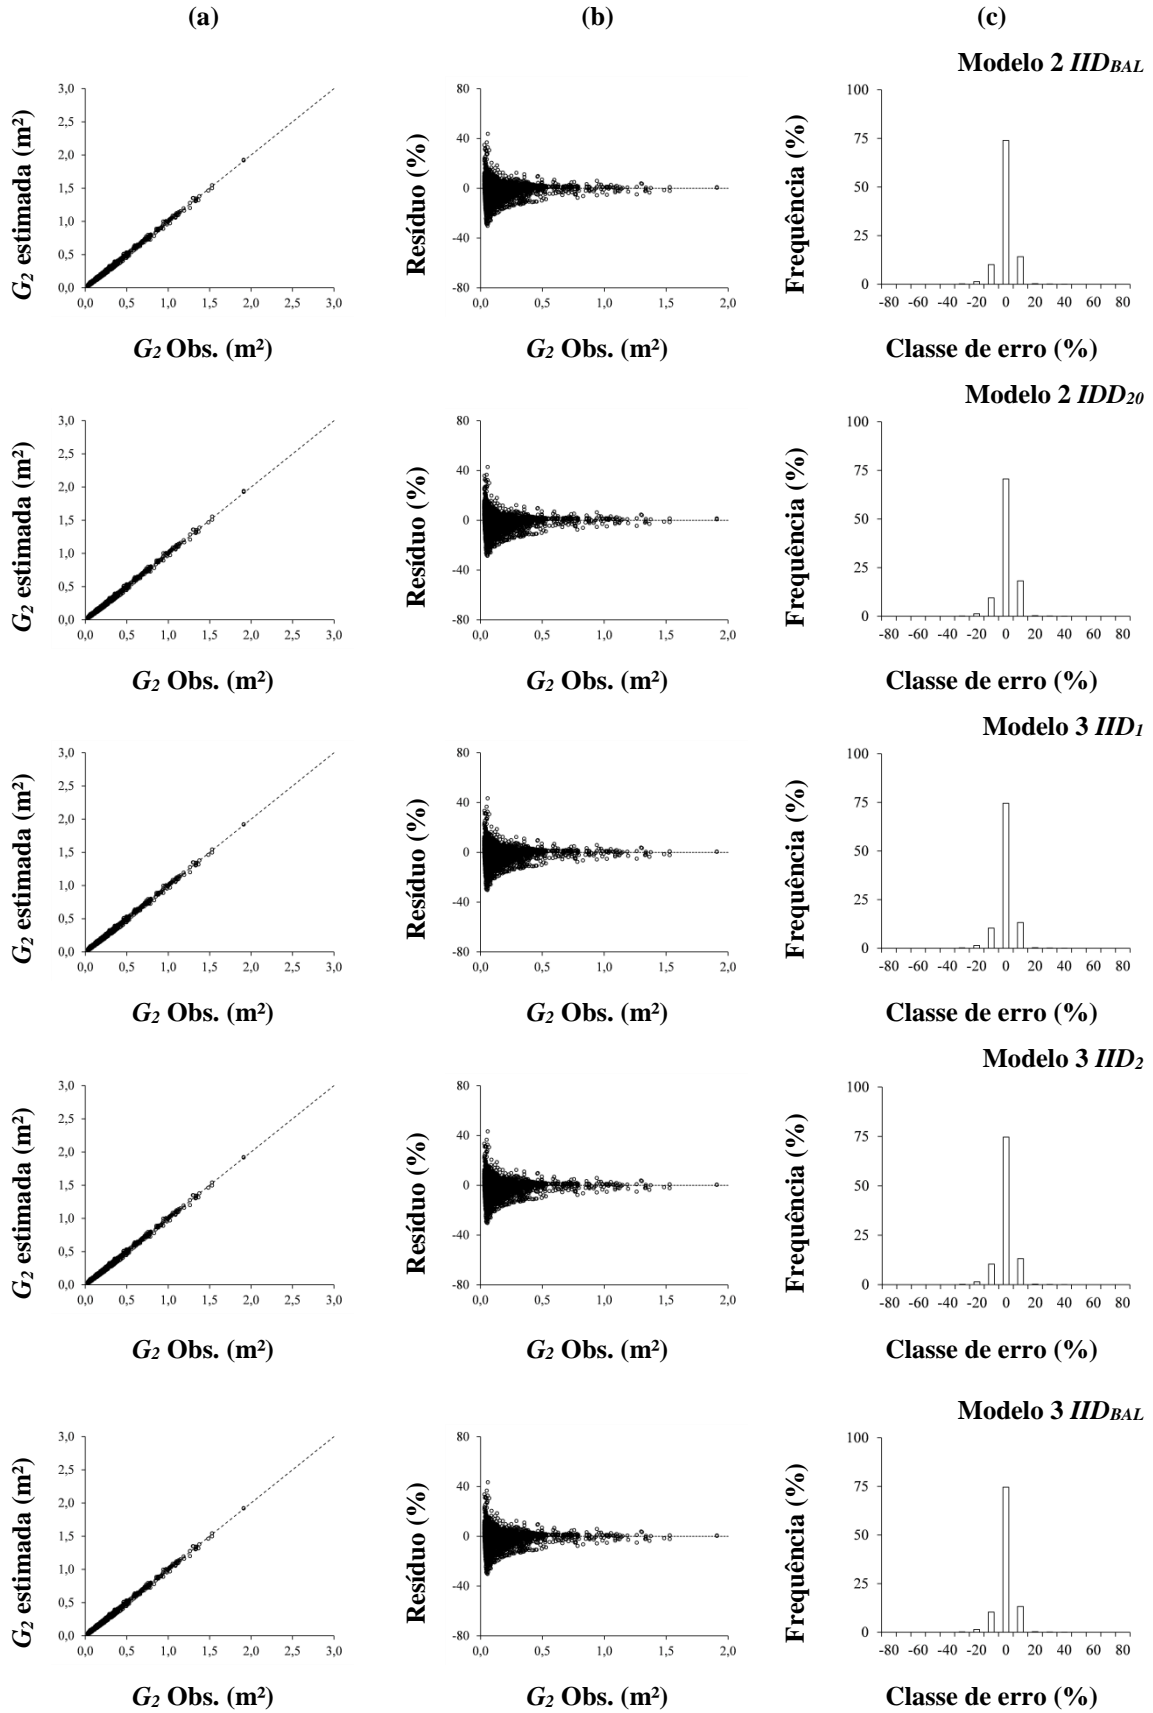 (a) (b) (c)
Modelo 2 IID_BAL
G₂ estimada (m²)
3,0
2,5
2,0
1,5
1,0
0,5
0,0
0,0 0,5 1,0 1,5 2,0 2,5 3,0
G₂ Obs. (m²)
Resíduo (%)
80
40
0
-40
-80
0,0 0,5 1,0 1,5 2,0
G₂ Obs. (m²)
Frequência (%)
100
75
50
25
0
-80 -60 -40 -20 0 20 40 60 80
Classe de erro (%)
Modelo 2 IDD₂₀
G₂ estimada (m²)
3,0
2,5
2,0
1,5
1,0
0,5
0,0
0,0 0,5 1,0 1,5 2,0 2,5 3,0
G₂ Obs. (m²)
Resíduo (%)
80
40
0
-40
-80
0,0 0,5 1,0 1,5 2,0
G₂ Obs. (m²)
Frequência (%)
100
75
50
25
0
-80 -60 -40 -20 0 20 40 60 80
Classe de erro (%)
Modelo 3 IID₁
G₂ estimada (m²)
3,0
2,5
2,0
1,5
1,0
0,5
0,0
0,0 0,5 1,0 1,5 2,0 2,5 3,0
G₂ Obs. (m²)
Resíduo (%)
80
40
0
-40
-80
0,0 0,5 1,0 1,5 2,0
G₂ Obs. (m²)
Frequência (%)
100
75
50
25
0
-80 -60 -40 -20 0 20 40 60 80
Classe de erro (%)
Modelo 3 IID₂
G₂ estimada (m²)
3,0
2,5
2,0
1,5
1,0
0,5
0,0
0,0 0,5 1,0 1,5 2,0 2,5 3,0
G₂ Obs. (m²)
Resíduo (%)
80
40
0
-40
-80
0,0 0,5 1,0 1,5 2,0
G₂ Obs. (m²)
Frequência (%)
100
75
50
25
0
-80 -60 -40 -20 0 20 40 60 80
Classe de erro (%)
Modelo 3 IID_BAL
G₂ estimada (m²)
3,0
2,5
2,0
1,5
1,0
0,5
0,0
0,0 0,5 1,0 1,5 2,0 2,5 3,0
G₂ Obs. (m²)
Resíduo (%)
80
40
0
-40
-80
0,0 0,5 1,0 1,5 2,0
G₂ Obs. (m²)
Frequência (%)
100
75
50
25
0
-80 -60 -40 -20 0 20 40 60 80
Classe de erro (%)